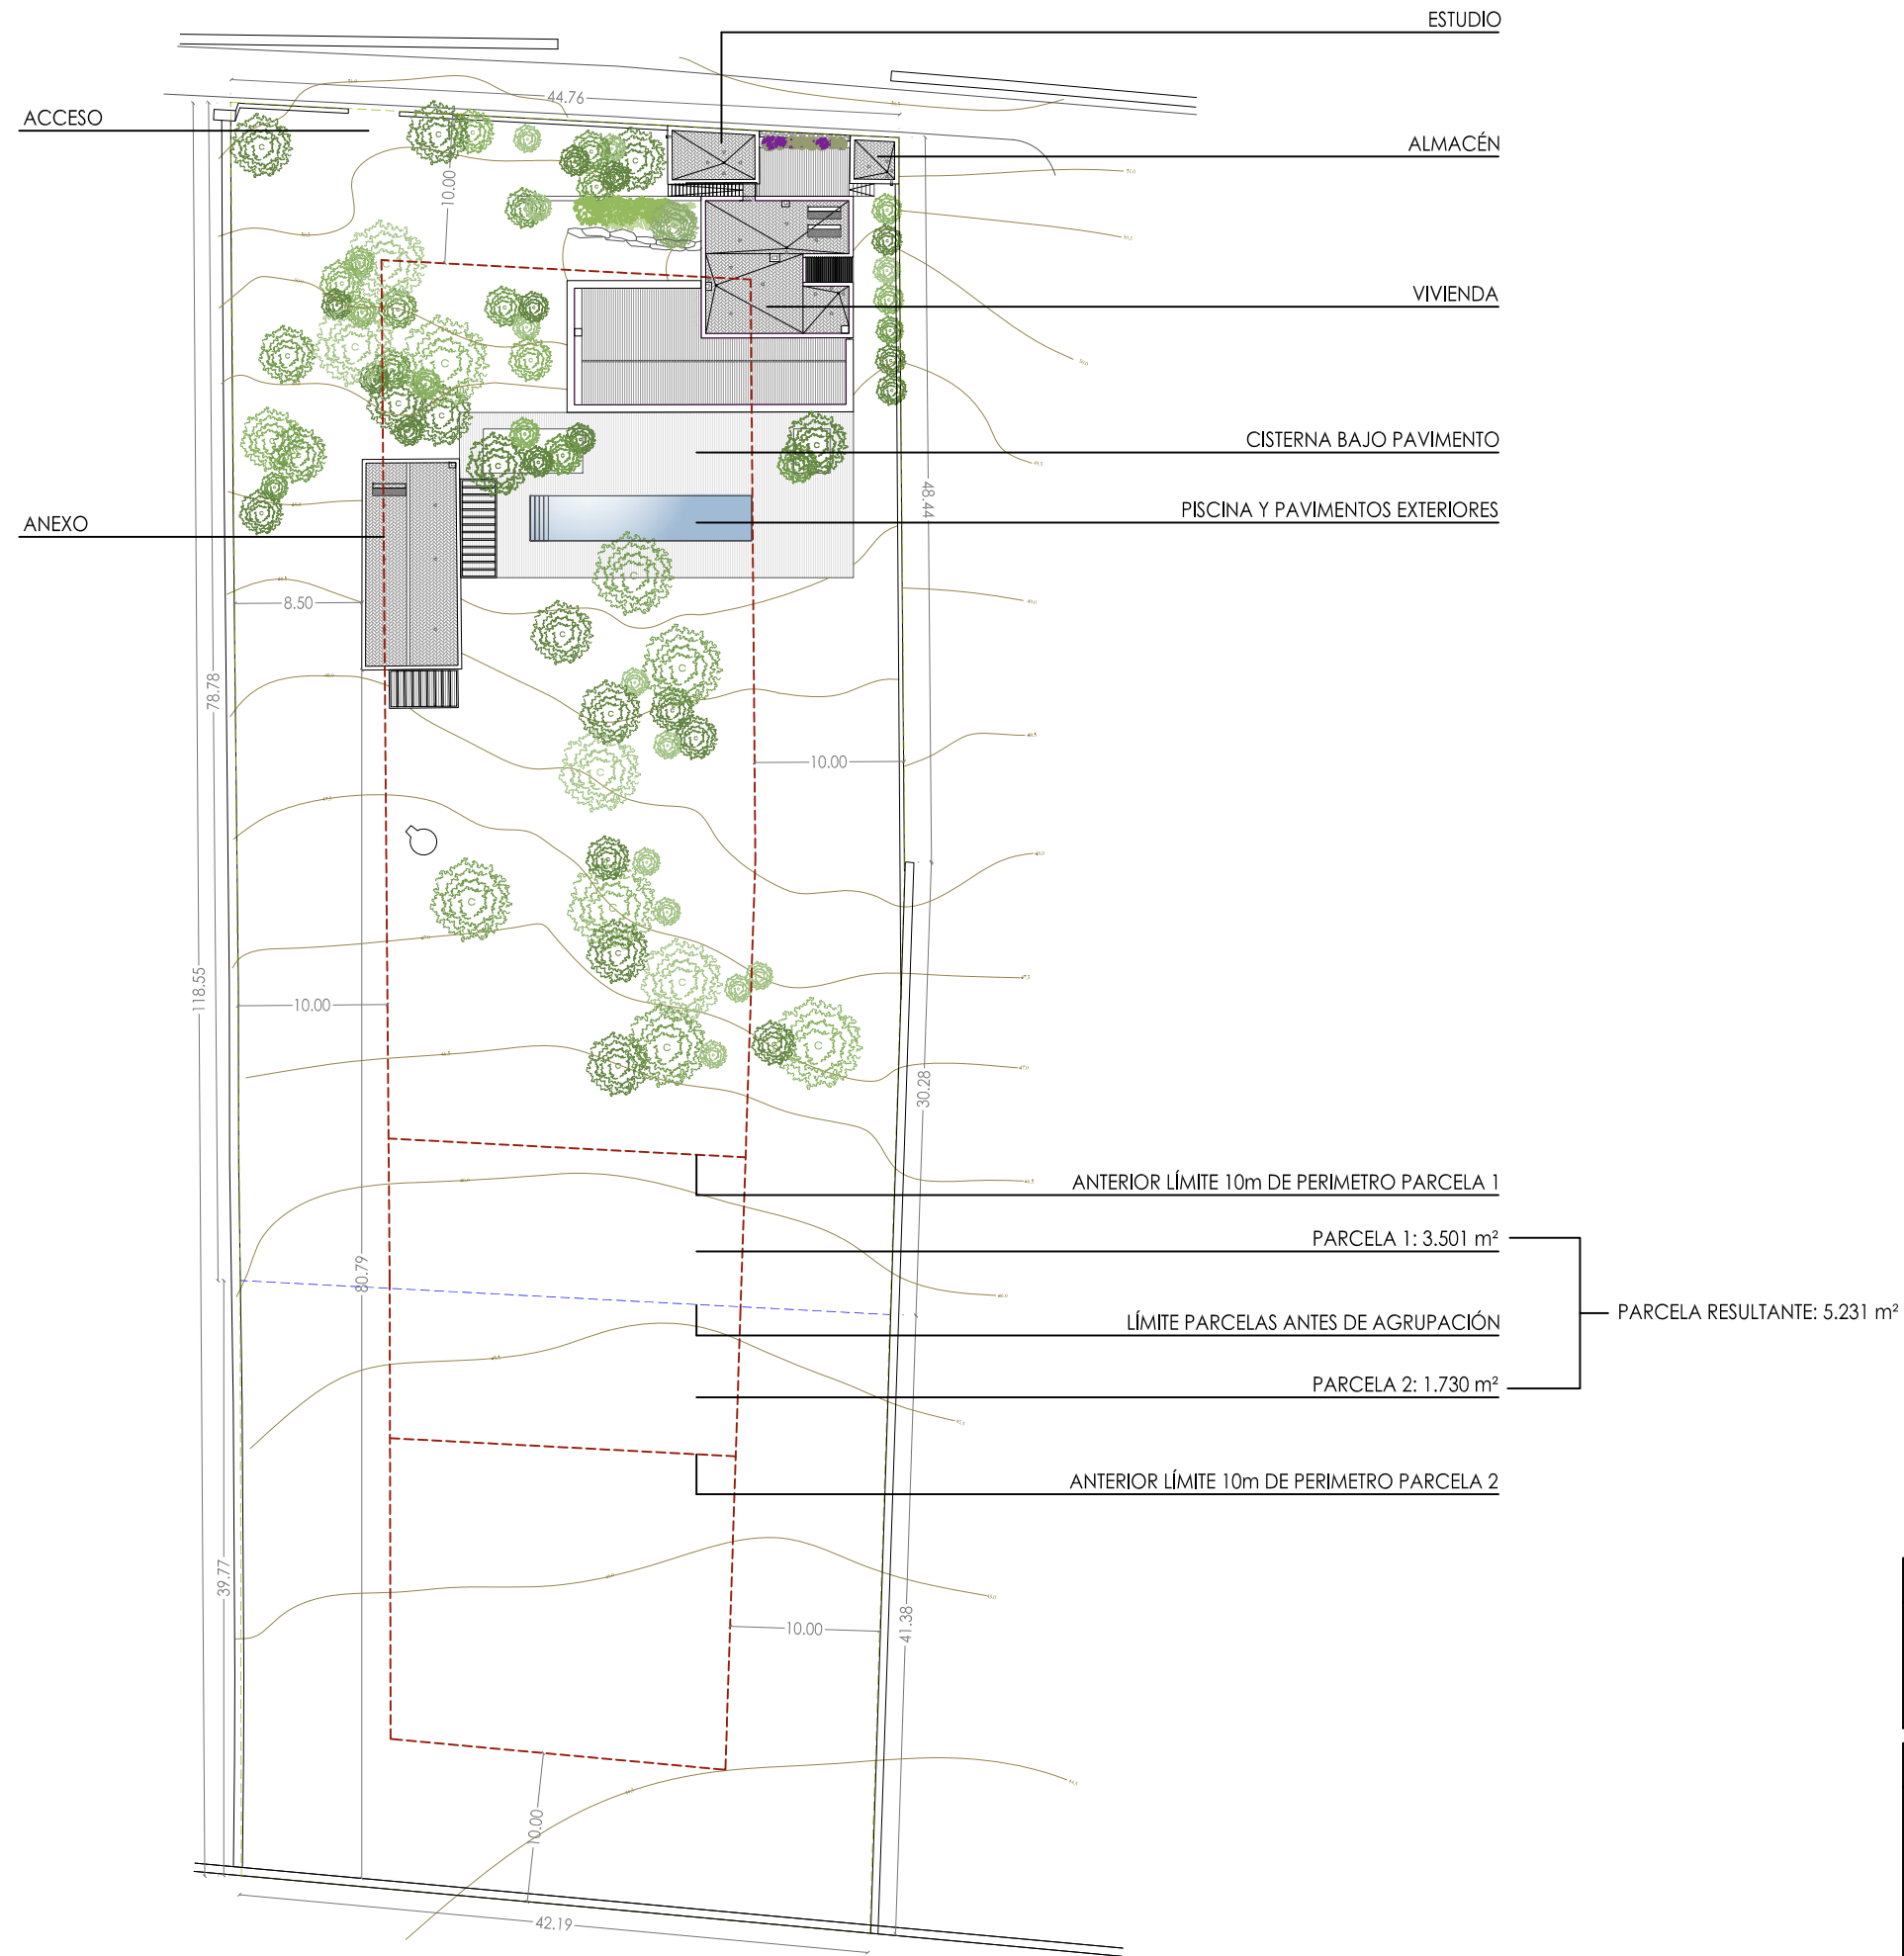 ESTUDIO
44.76
ACCESO
ALMACÉN
10.00
VIVIENDA
CISTERNA BAJO PAVIMENTO
48.44
PISCINA Y PAVIMENTOS EXTERIORES
ANEXO
8.50
78.78
10.00
118.55
10.00
30.28
ANTERIOR LÍMITE 10m DE PERIMETRO PARCELA 1
PARCELA 1: 3.501 m²
80.79
LÍMITE PARCELAS ANTES DE AGRUPACIÓN
PARCELA RESULTANTE: 5.231 m²
PARCELA 2: 1.730 m²
ANTERIOR LÍMITE 10m DE PERIMETRO PARCELA 2
39.77
10.00
41.38
10.00
42.19